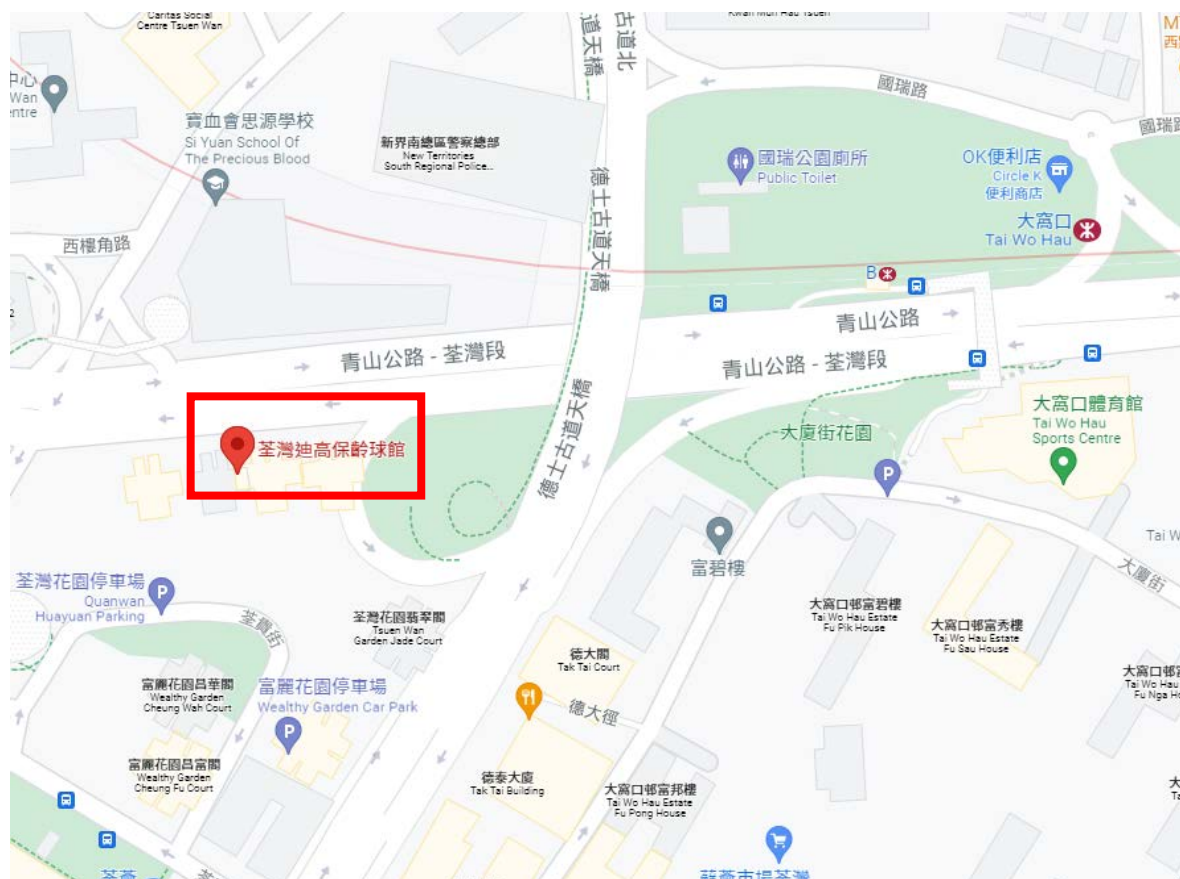 Caritas Social
Centre Tsuen Wan
Kwan Mun Hau Tsuen
中心
Wan
entre
寶血會思源學校
Si Yuan School Of
The Precious Blood
新界南總區警察總部
New Territories
South Regional Police...
德士古道天橋
古道北
國瑞路
國瑞公園廁所
Public Toilet
OK便利店
Circle K
便利商店
大窩口
Tai Wo Hau
B
西樓角路
德士古道天橋
青山公路
青山公路 - 荃灣段
青山公路 - 荃灣段
荃灣迪高保齡球館
德士古道天橋
大廈街花園
大窩口體育館
Tai Wo Hau
Sports Centre
P
富碧樓
Tai W
大廈街
荃灣花園停車場
Quanwan
Huayuan Parking
P
荃灣花園翡翠閣
Tsuen Wan
Garden Jade Court
大窩口邨富碧樓
Tai Wo Hau Estate
Fu Pik House
大窩口邨富秀樓
Tai Wo Hau Estate
Fu Sau House
德大閣
Tak Tai Court
富麗花園昌華閣
Wealthy Garden
Cheung Wah Court
富麗花園停車場
Wealthy Garden Car Park
P
德大徑
Tai Wo Hau
Fu Nga H
富麗花園昌富閣
Wealthy Garden
Cheung Fu Court
德泰大廈
Tak Tai Building
大窩口邨富邦樓
Tai Wo Hau Estate
Fu Pong House